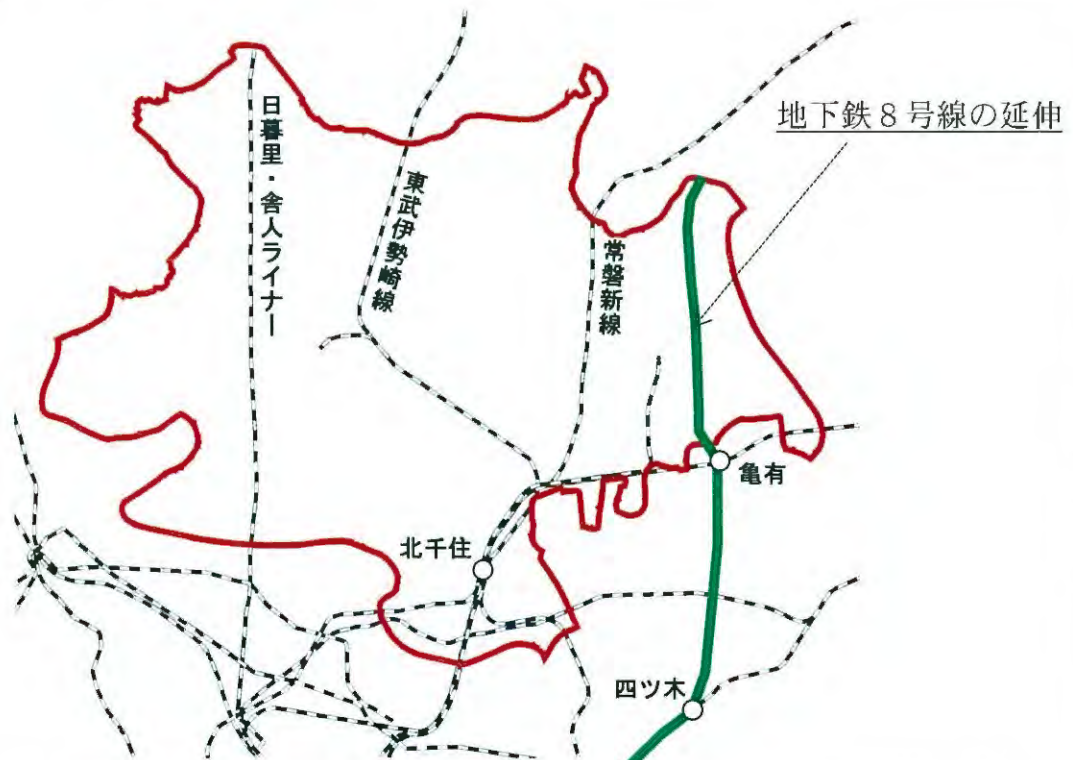 地下鉄８号線の延伸
日暮里・舎人ライナー
東武伊勢崎線
常磐新線
亀有
北千住
四ツ木